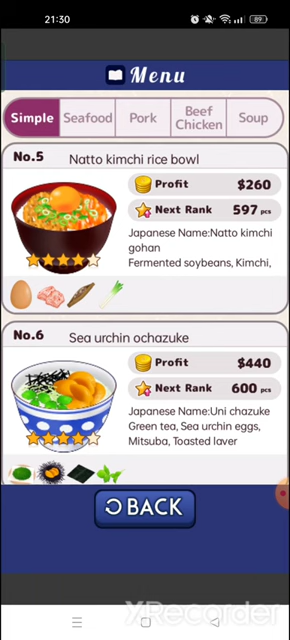 21:30
89
Menu
Simple
Seafood
Pork
Beef
Chicken
Soup
No.5
Natto kimchi rice bowl
Profit
$260
Next Rank
597 pcs
Japanese Name:Natto kimchi
gohan
Fermented soybeans, Kimchi,
No.6
Sea urchin ochazuke
Profit
$440
Next Rank
600 pcs
Japanese Name:Uni chazuke
Green tea, Sea urchin eggs,
Mitsuba, Toasted laver
BACK
XRecorder